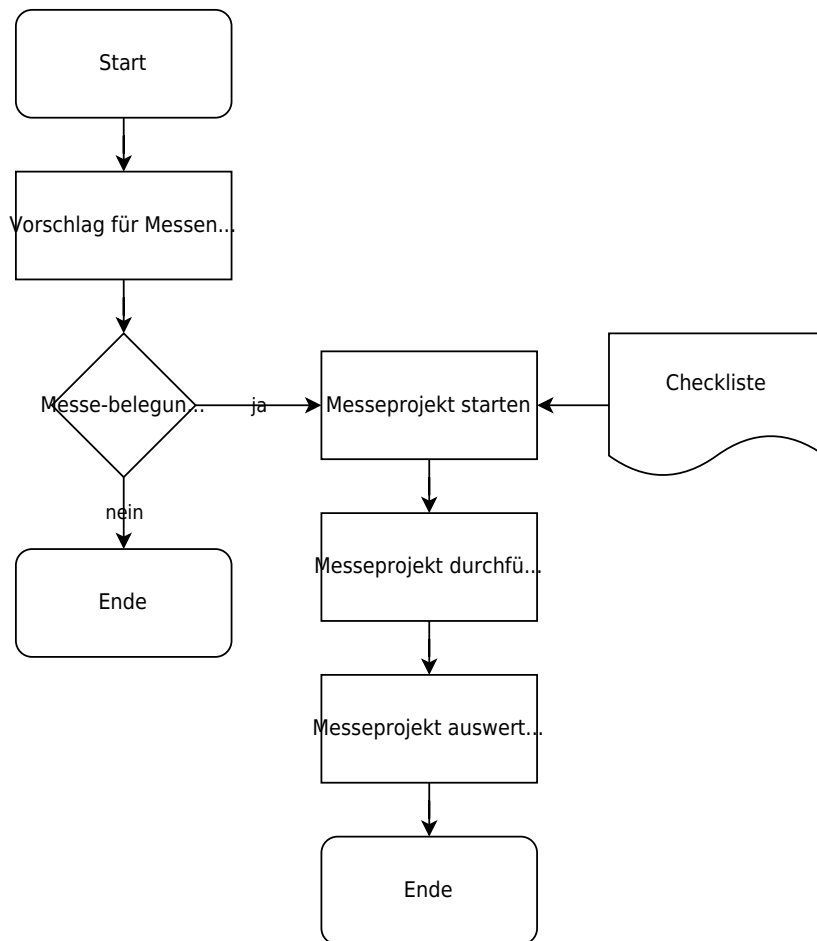 Start
Vorschlag für Messen...
Messe-belegun...
ja
Messeprojekt starten
Checkliste
nein
Messeprojekt durchfü...
Ende
Messeprojekt auswert...
Ende